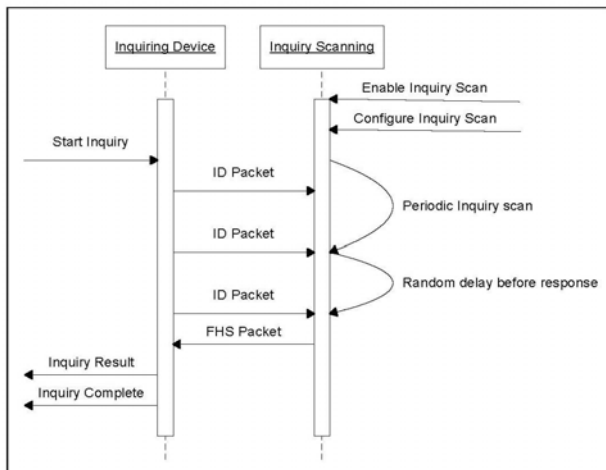 Inquiring Device
Inquiry Scanning
Enable Inquiry Scan
Configure Inquiry Scan
Start Inquiry
ID Packet
Periodic Inquiry scan
ID Packet
Random delay before response
ID Packet
FHS Packet
Inquiry Result
Inquiry Complete